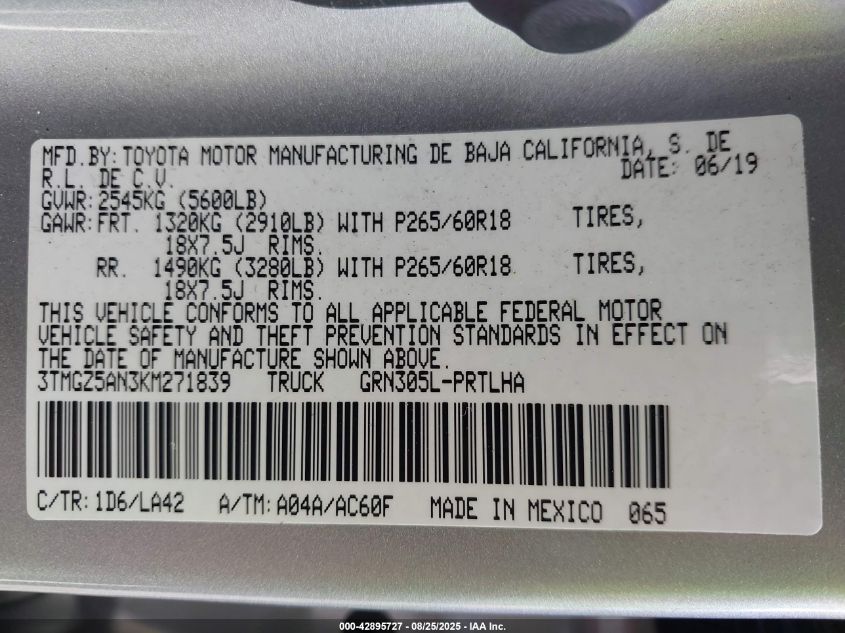 MFD.BY:TOYOTA MOTOR MANUFACTURING DE BAJA CALIFORNIA, S. DE
R.L. DE C.V. DATE: 06/19
GVWR:2545KG (5600LB)
GAWR:FRT. 1320KG (2910LB) WITH P265/60R18 TIRES,
18X7.5J RIMS.
RR. 1490KG (3280LB) WITH P265/60R18 TIRES,
18X7.5J RIMS.
THIS VEHICLE CONFORMS TO ALL APPLICABLE FEDERAL MOTOR
VEHICLE SAFETY AND THEFT PREVENTION STANDARDS IN EFFECT ON
THE DATE OF MANUFACTURE SHOWN ABOVE.
3TMGZ5AN3KM271839 TRUCK GRN305L-PRTLHA
C/TR:1D6/LA42 A/TM:A04A/AC60F MADE IN MEXICO 065
000-42895727 - 08/25/2025 - IAA Inc.